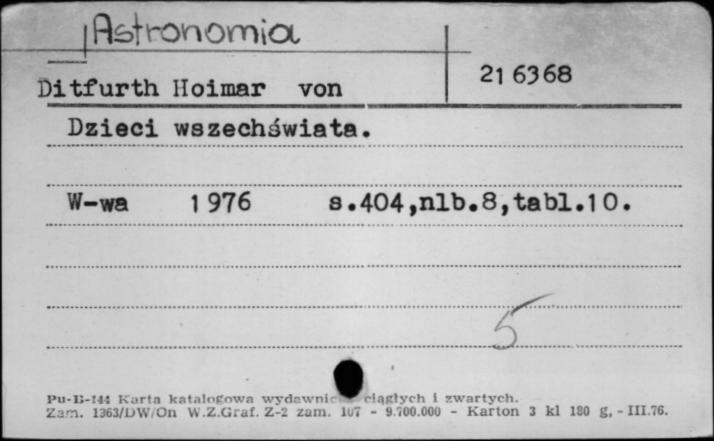 Astronomia
216368
Ditfurth Hoimar von
Dzieci wszechświata.
W-wa 1976 s.404,nlb.8,tabl.10.
5
Pu-B-144 Karta katalogowa wydawnic ciągłych i zwartych.
Zam. 1363/DW/On W.Z.Graf. Z-2 zam. 107 - 9.700.000 - Karton 3 kl 180 g, - III.76.